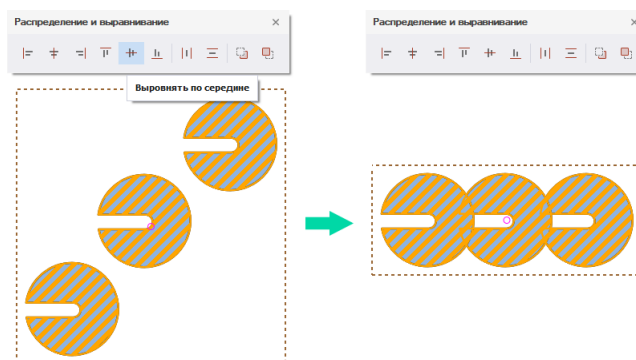 Распределение и выравнивание
Выровнять по середине
Распределение и выравнивание